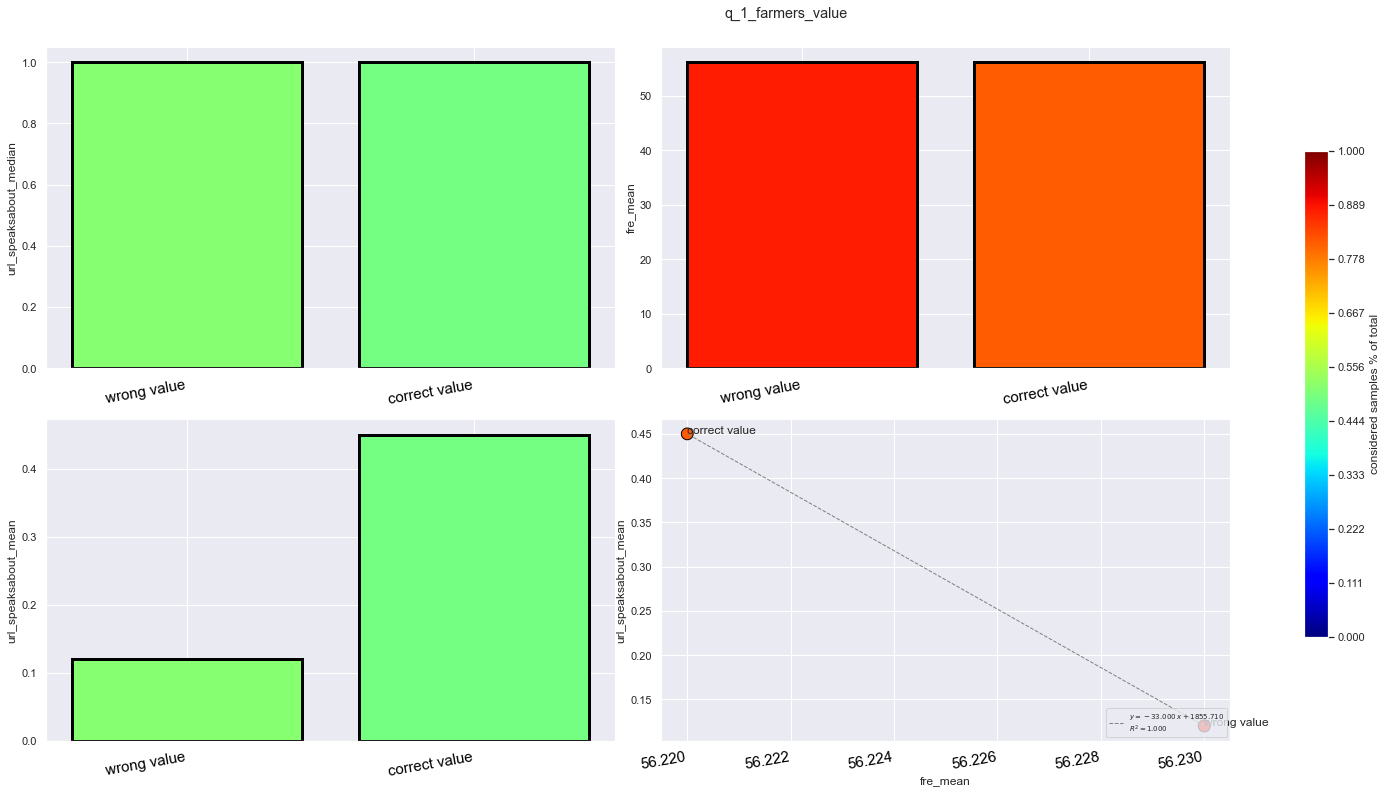 q_1_farmers_value
url_speaksabout_median
1.0
0.8
0.6
0.4
0.2
0.0
wrong value
correct value
fre_mean
50
40
30
20
10
0
wrong value
correct value
url_speaksabout_mean
0.4
0.3
0.2
0.1
0.0
wrong value
correct value
url_speaksabout_mean
0.45
0.40
0.35
0.30
0.25
0.20
0.15
correct value
wrong value
y = −33.000 x + 1855.710
R² = 1.000
56.220
56.222
56.224
56.226
56.228
56.230
fre_mean
1.000
0.889
0.778
0.667
0.556
0.444
0.333
0.222
0.111
0.000
considered samples % of total